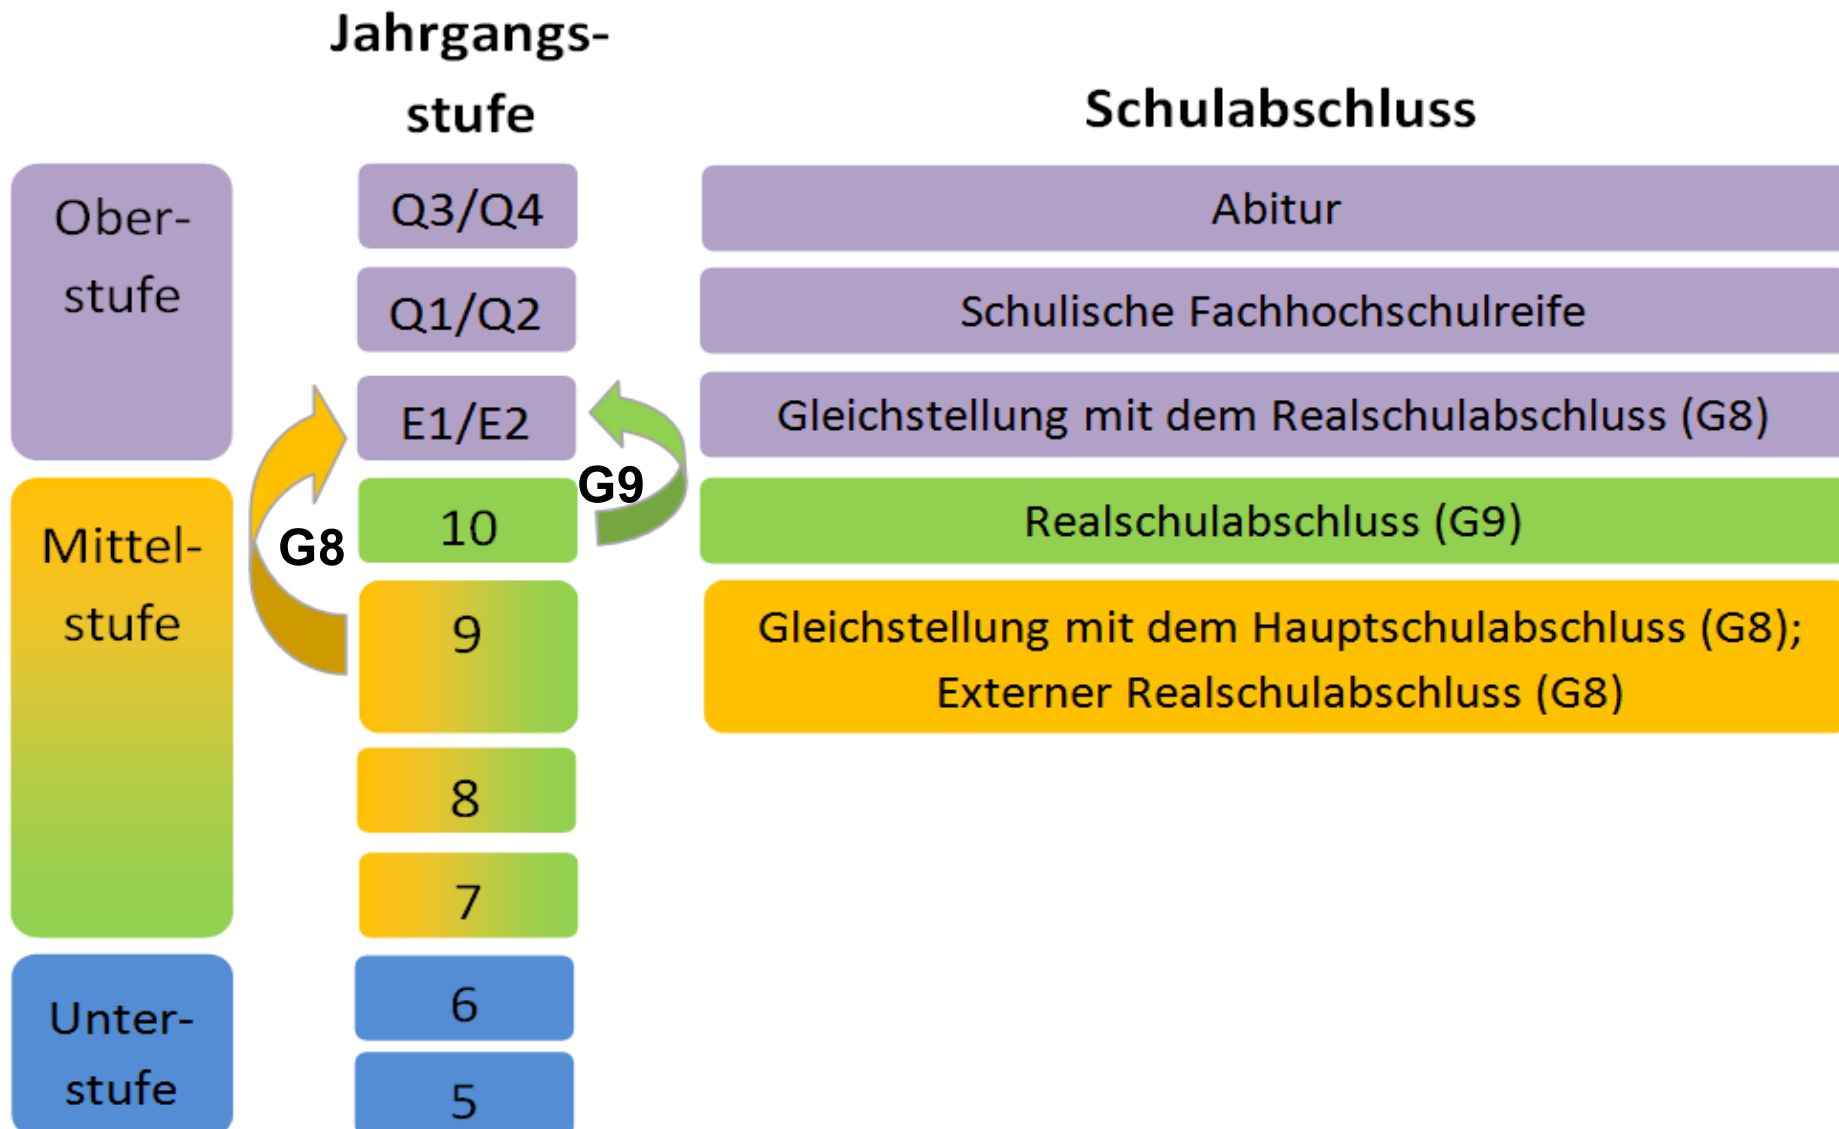 Jahrgangs-
stufe
Schulabschluss
Ober-
stufe
Q3/Q4
Abitur
Q1/Q2
Schulische Fachhochschulreife
E1/E2
Gleichstellung mit dem Realschulabschluss (G8)
G9
Mittel-
stufe
G8
10
Realschulabschluss (G9)
9
Gleichstellung mit dem Hauptschulabschluss (G8);
Externer Realschulabschluss (G8)
8
7
Unter-
stufe
6
5